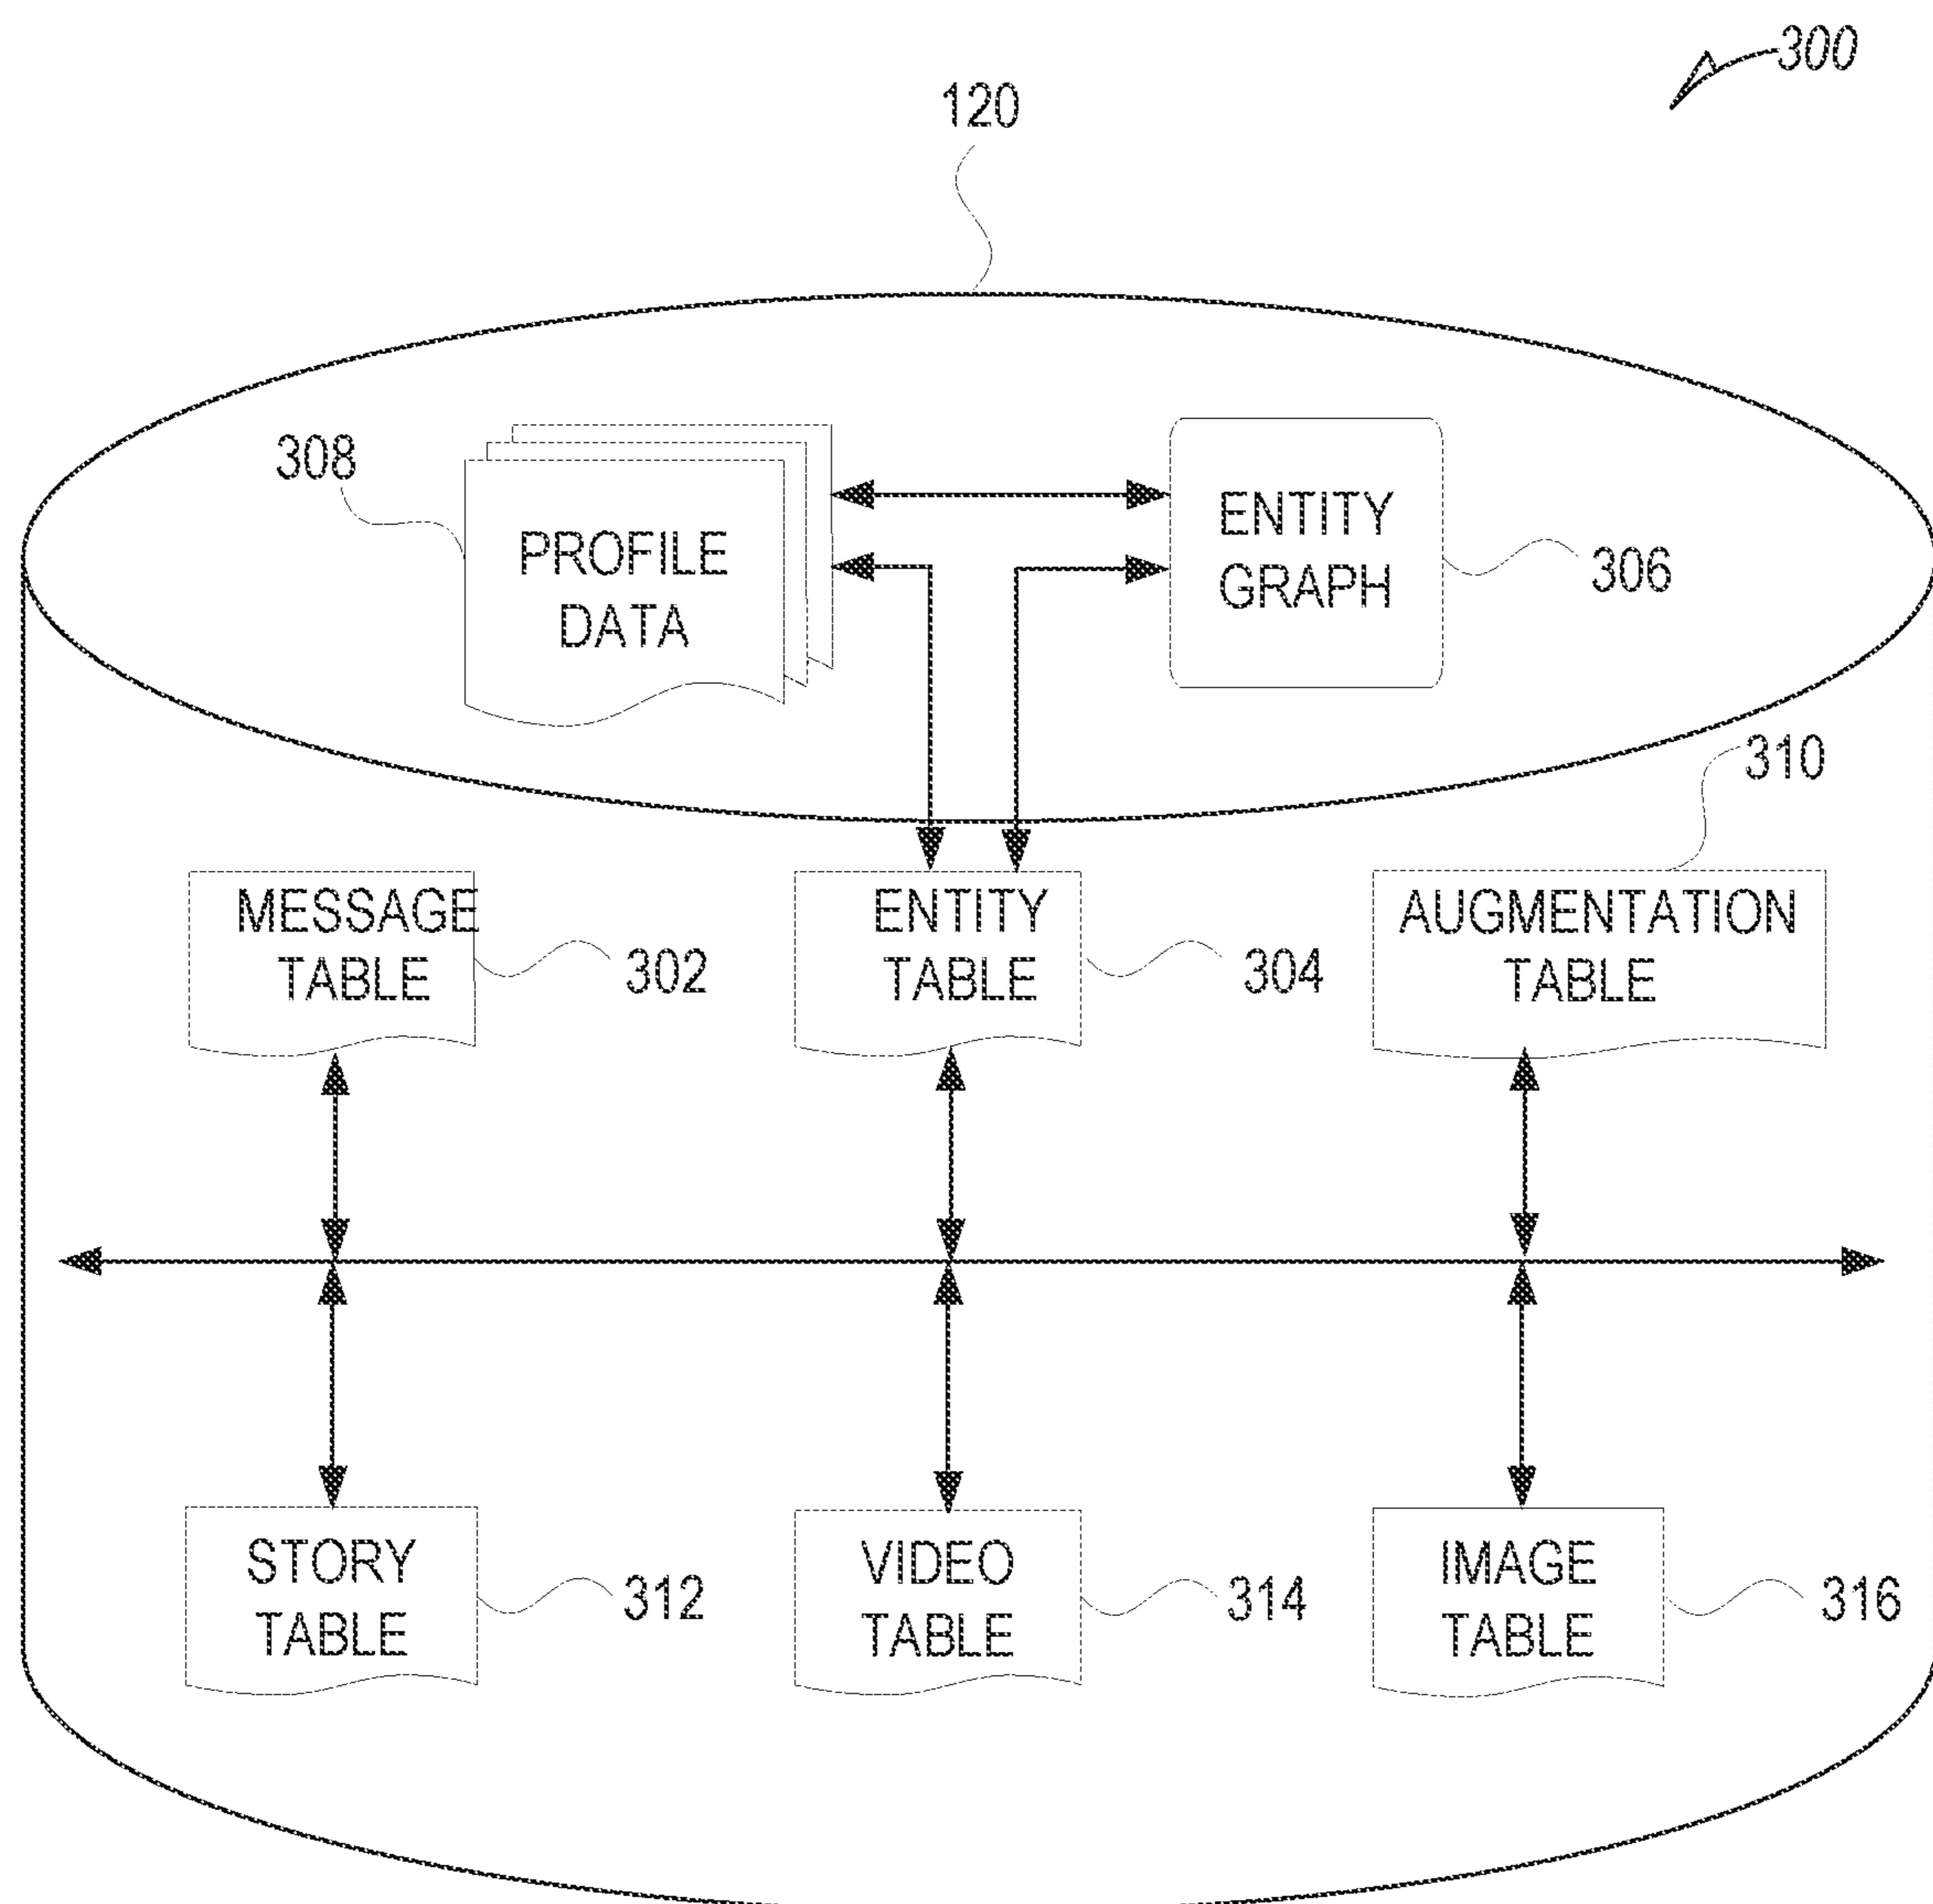 300
120
308
PROFILE
DATA
ENTITY
GRAPH
306
310
MESSAGE
TABLE
302
ENTITY
TABLE
304
AUGMENTATION
TABLE
STORY
TABLE
312
VIDEO
TABLE
314
IMAGE
TABLE
316